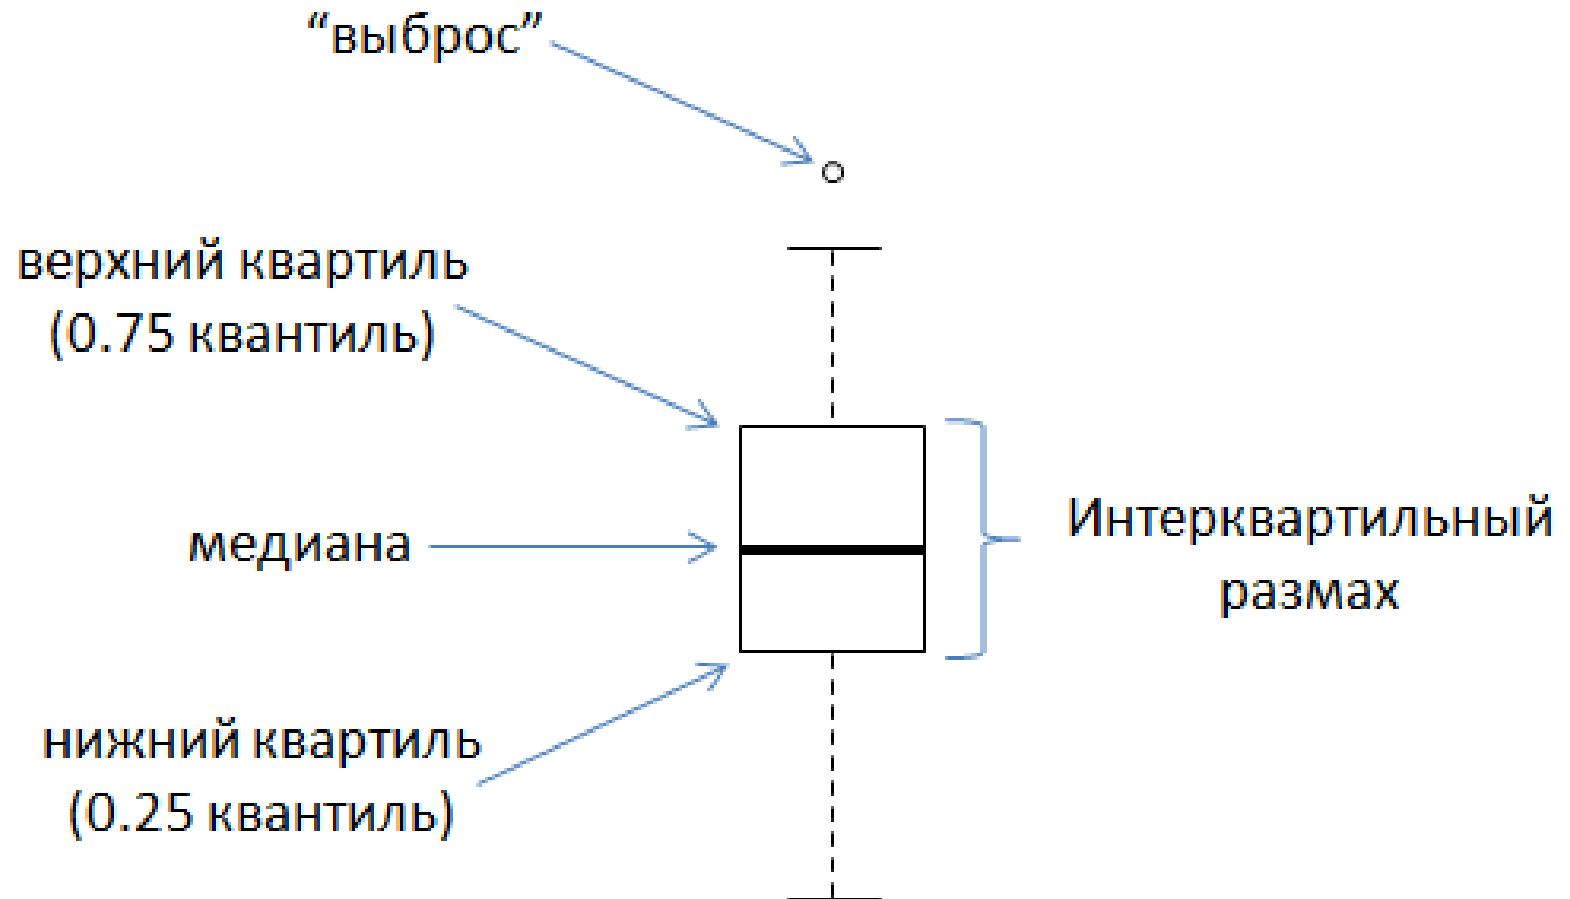 “выброс”
верхний квартиль
(0.75 квантиль)
медиана
Интерквартильный
размах
нижний квартиль
(0.25 квантиль)